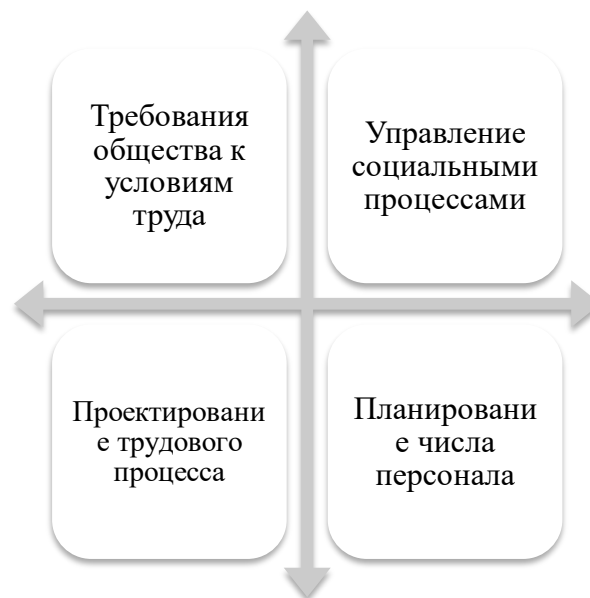 Требования
общества к
условиям
труда
Управление
социальными
процессами
Проектировани
е трудового
процесса
Планировани
е числа
персонала